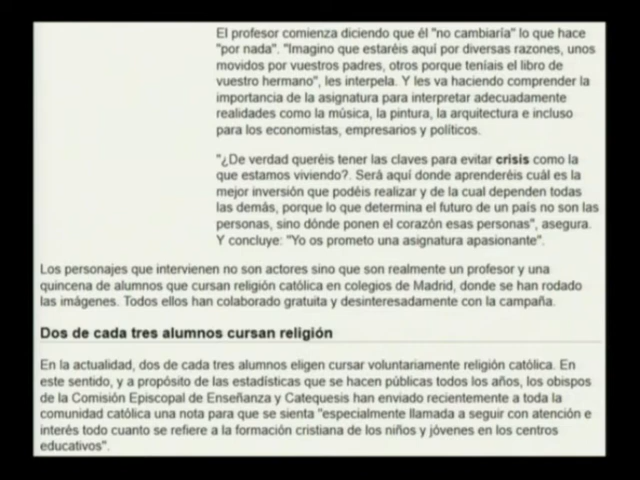 El profesor comienza diciendo que él "no cambiaría" lo que hace
"por nada". "Imagino que estaréis aquí por diversas razones, unos
movidos por vuestros padres, otros porque teníais el libro de
vuestro hermano", les interpela. Y les va haciendo comprender la
importancia de la asignatura para interpretar adecuadamente
realidades como la música, la pintura, la arquitectura e incluso
para los economistas, empresarios y políticos.
"¿De verdad queréis tener las claves para evitar crisis como la
que estamos viviendo?. Será aquí donde aprenderéis cuál es la
mejor inversión que podéis realizar y de la cual dependen todas
las demás, porque lo que determina el futuro de un país no son las
personas, sino dónde ponen el corazón esas personas", asegura.
Y concluye: "Yo os prometo una asignatura apasionante".
Los personajes que intervienen no son actores sino que son realmente un profesor y una
quincena de alumnos que cursan religión católica en colegios de Madrid, donde se han rodado
las imágenes. Todos ellos han colaborado gratuita y desinteresadamente con la campaña.
Dos de cada tres alumnos cursan religión
En la actualidad, dos de cada tres alumnos eligen cursar voluntariamente religión católica. En
este sentido, y a propósito de las estadísticas que se hacen públicas todos los años, los obispos
de la Comisión Episcopal de Enseñanza y Catequesis han enviado recientemente a toda la
comunidad católica una nota para que se sienta "especialmente llamada a seguir con atención e
interés todo cuanto se refiere a la formación cristiana de los niños y jóvenes en los centros
educativos".